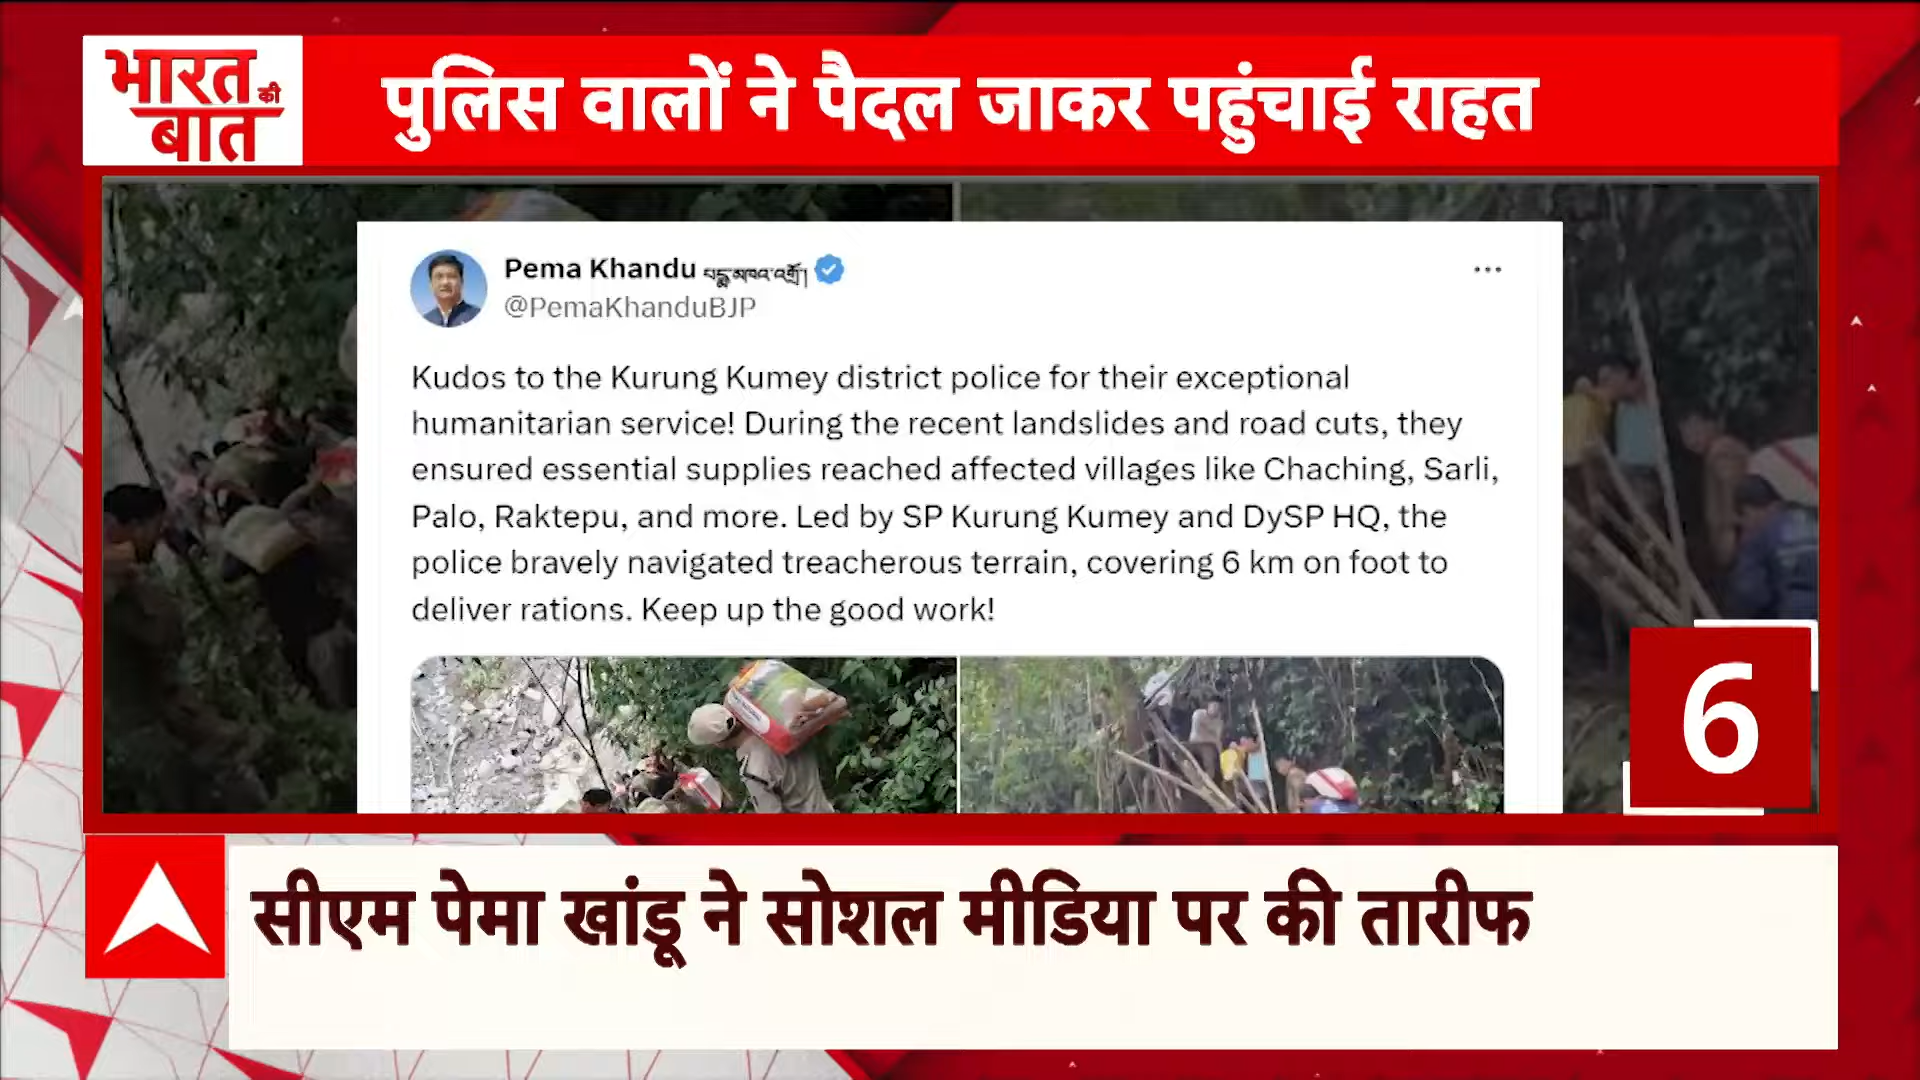 भारत की
बात
पुलिस वालों ने पैदल जाकर पहुंचाई राहत
Pema Khandu པདྨ་མཁའ་འགྲོ།
@PemaKhanduBJP
Kudos to the Kurung Kumey district police for their exceptional
humanitarian service! During the recent landslides and road cuts, they
ensured essential supplies reached affected villages like Chaching, Sarli,
Palo, Raktepu, and more. Led by SP Kurung Kumey and DySP HQ, the
police bravely navigated treacherous terrain, covering 6 km on foot to
deliver rations. Keep up the good work!
6
सीएम पेमा खांडू ने सोशल मीडिया पर की तारीफ